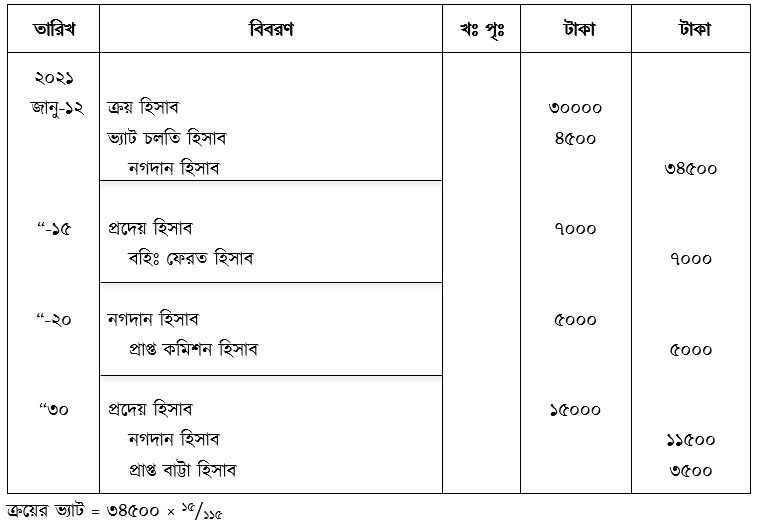 তারিখ বিবরণ খঃ পৃঃ টাকা টাকা
২০২১
জানু-১২ ক্রয় হিসাব ৩০০০০
ভ্যাট চলতি হিসাব ৪৫০০
নগদান হিসাব ৩৪৫০০
“-১৫ প্রদেয় হিসাব ৭০০০
বহিঃ ফেরত হিসাব ৭০০০
“-২০ নগদান হিসাব ৫০০০
প্রাপ্ত কমিশন হিসাব ৫০০০
“৩০ প্রদেয় হিসাব ১৫০০০
নগদান হিসাব ১১৫০০
প্রাপ্ত বাট্টা হিসাব ৩৫০০
ক্রয়ের ভ্যাট = ৩৪৫০০ × ১৫/১১৫